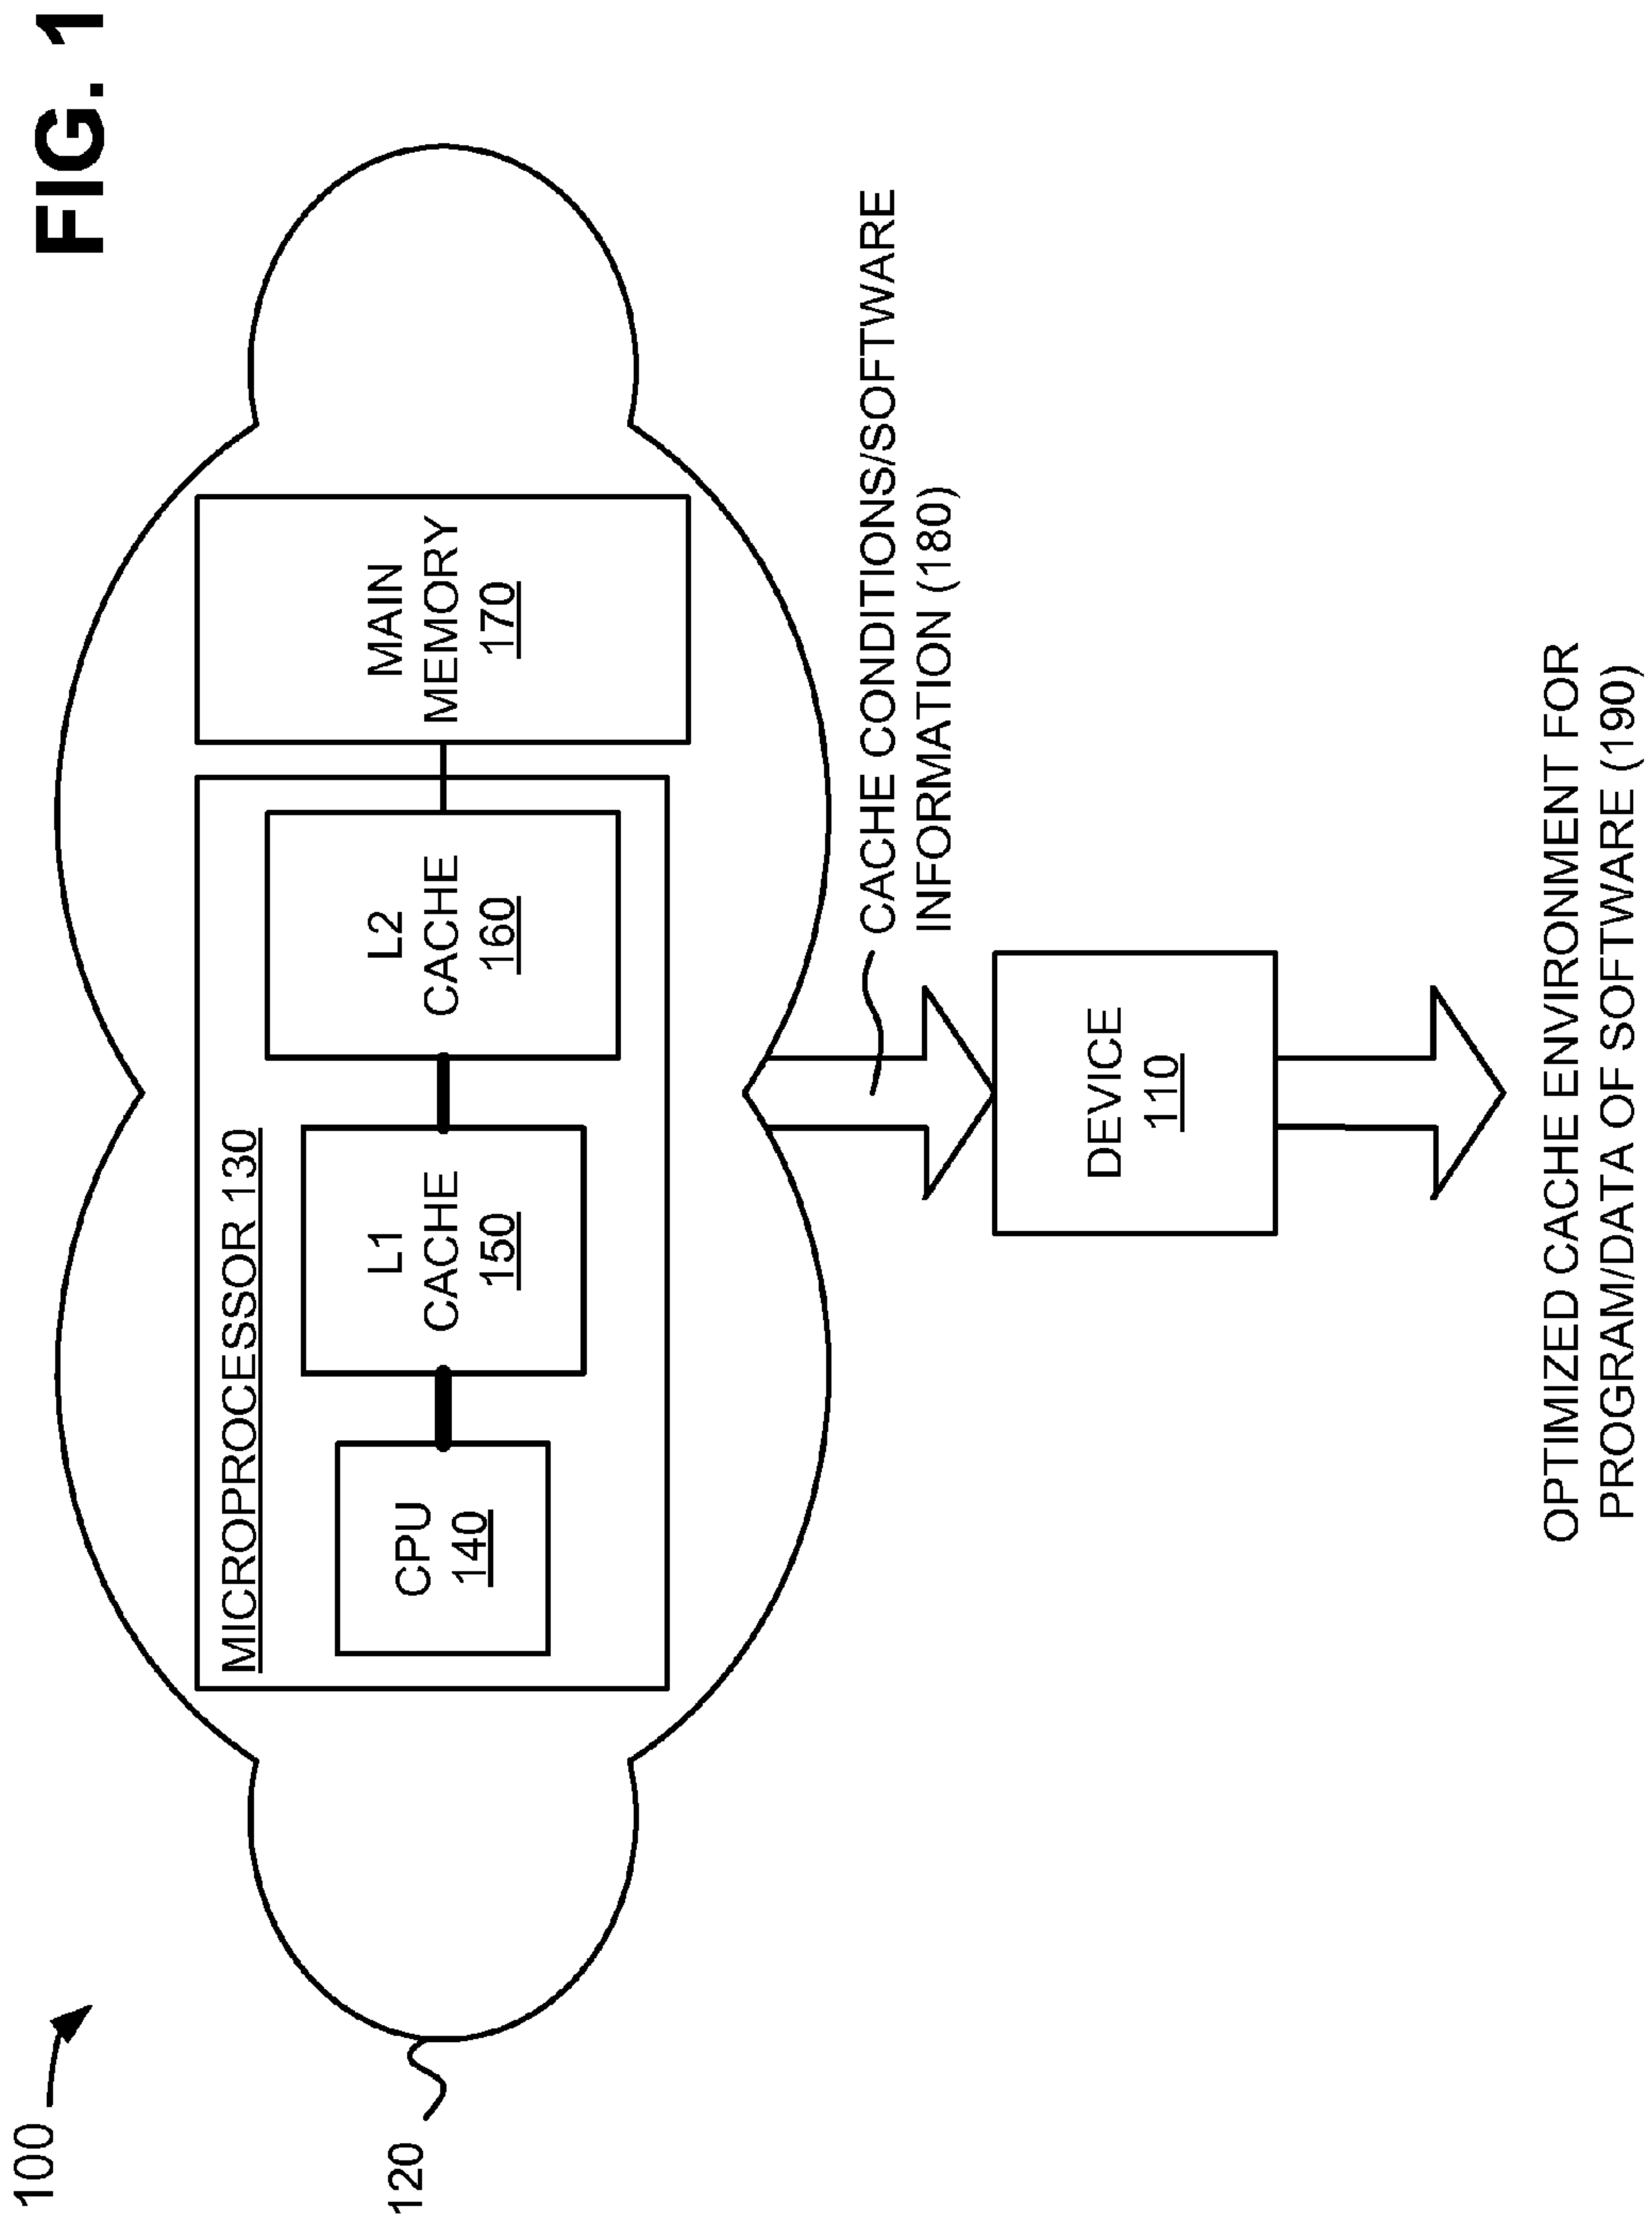 FIG. 1
100
120
MICROPROCESSOR 130
CPU
140
L1
CACHE
150
L2
CACHE
160
MAIN
MEMORY
170
CACHE CONDITIONS/SOFTWARE
INFORMATION (180)
DEVICE
110
OPTIMIZED CACHE ENVIRONMENT FOR
PROGRAM/DATA OF SOFTWARE (190)